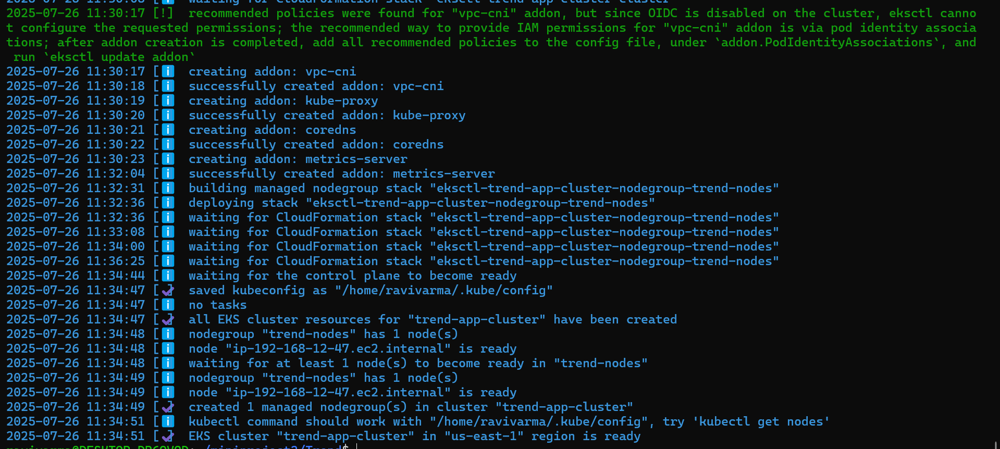 2025-07-26 11:30:08 [ℹ]  waiting for CloudFormation stack "eksctl-trend-app-cluster-cluster"
2025-07-26 11:30:17 [!]  recommended policies were found for "vpc-cni" addon, but since OIDC is disabled on the cluster, eksctl canno
t configure the requested permissions; the recommended way to provide IAM permissions for "vpc-cni" addon is via pod identity associa
tions; after addon creation is completed, add all recommended policies to the config file, under `addon.PodIdentityAssociations`, and
 run `eksctl update addon`
2025-07-26 11:30:17 [ℹ]  creating addon: vpc-cni
2025-07-26 11:30:18 [ℹ]  successfully created addon: vpc-cni
2025-07-26 11:30:19 [ℹ]  creating addon: kube-proxy
2025-07-26 11:30:20 [ℹ]  successfully created addon: kube-proxy
2025-07-26 11:30:21 [ℹ]  creating addon: coredns
2025-07-26 11:30:22 [ℹ]  successfully created addon: coredns
2025-07-26 11:30:23 [ℹ]  creating addon: metrics-server
2025-07-26 11:32:04 [ℹ]  successfully created addon: metrics-server
2025-07-26 11:32:31 [ℹ]  building managed nodegroup stack "eksctl-trend-app-cluster-nodegroup-trend-nodes"
2025-07-26 11:32:36 [ℹ]  deploying stack "eksctl-trend-app-cluster-nodegroup-trend-nodes"
2025-07-26 11:32:36 [ℹ]  waiting for CloudFormation stack "eksctl-trend-app-cluster-nodegroup-trend-nodes"
2025-07-26 11:33:08 [ℹ]  waiting for CloudFormation stack "eksctl-trend-app-cluster-nodegroup-trend-nodes"
2025-07-26 11:34:00 [ℹ]  waiting for CloudFormation stack "eksctl-trend-app-cluster-nodegroup-trend-nodes"
2025-07-26 11:36:25 [ℹ]  waiting for CloudFormation stack "eksctl-trend-app-cluster-nodegroup-trend-nodes"
2025-07-26 11:34:44 [ℹ]  waiting for the control plane to become ready
2025-07-26 11:34:47 [✔]  saved kubeconfig as "/home/ravivarma/.kube/config"
2025-07-26 11:34:47 [ℹ]  no tasks
2025-07-26 11:34:47 [✔]  all EKS cluster resources for "trend-app-cluster" have been created
2025-07-26 11:34:48 [ℹ]  nodegroup "trend-nodes" has 1 node(s)
2025-07-26 11:34:48 [ℹ]  node "ip-192-168-12-47.ec2.internal" is ready
2025-07-26 11:34:48 [ℹ]  waiting for at least 1 node(s) to become ready in "trend-nodes"
2025-07-26 11:34:49 [ℹ]  nodegroup "trend-nodes" has 1 node(s)
2025-07-26 11:34:49 [ℹ]  node "ip-192-168-12-47.ec2.internal" is ready
2025-07-26 11:34:49 [✔]  created 1 managed nodegroup(s) in cluster "trend-app-cluster"
2025-07-26 11:34:51 [ℹ]  kubectl command should work with "/home/ravivarma/.kube/config", try 'kubectl get nodes'
2025-07-26 11:34:51 [✔]  EKS cluster "trend-app-cluster" in "us-east-1" region is ready